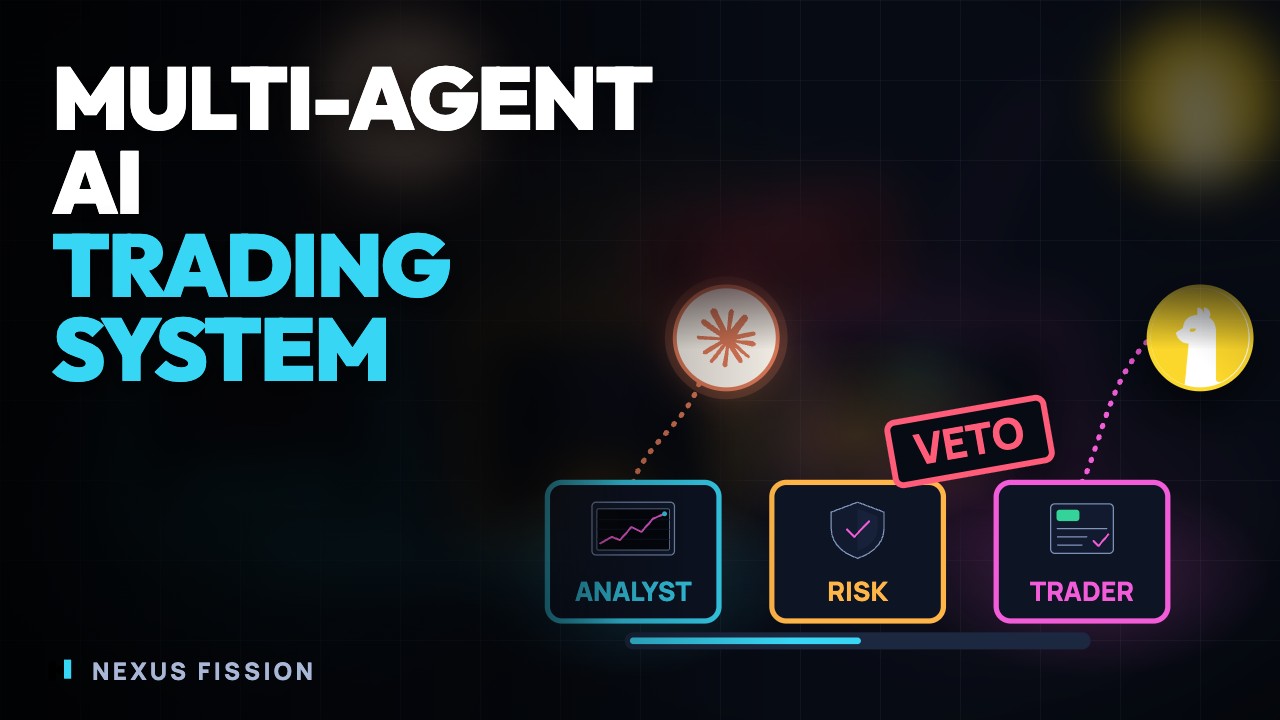 MULTI-AGENT
AI
TRADING
SYSTEM
VETO
ANALYST
RISK
TRADER
NEXUS FISSION